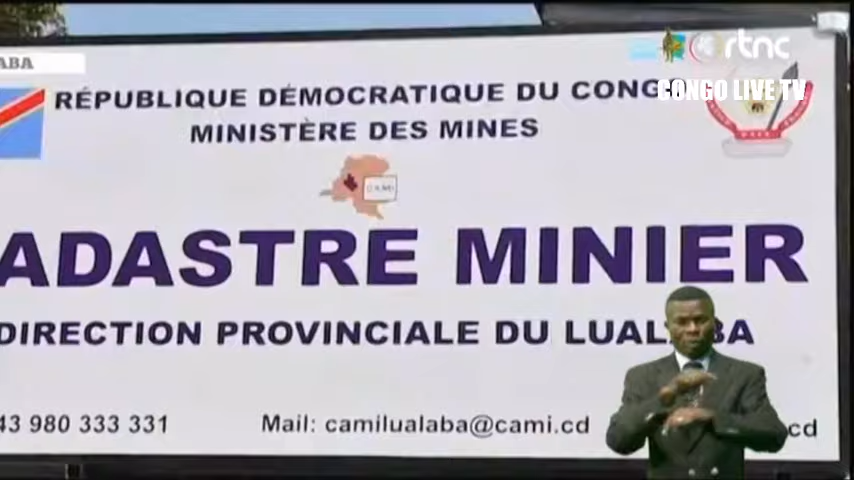 ABA
rtnc
CONGO LIVE TV
RÉPUBLIQUE DÉMOCRATIQUE DU CONGO
MINISTÈRE DES MINES
CAMI
ADASTRE MINIER
DIRECTION PROVINCIALE DU LUALABA
43 980 333 331
Mail: camilualaba@cami.cd
cd